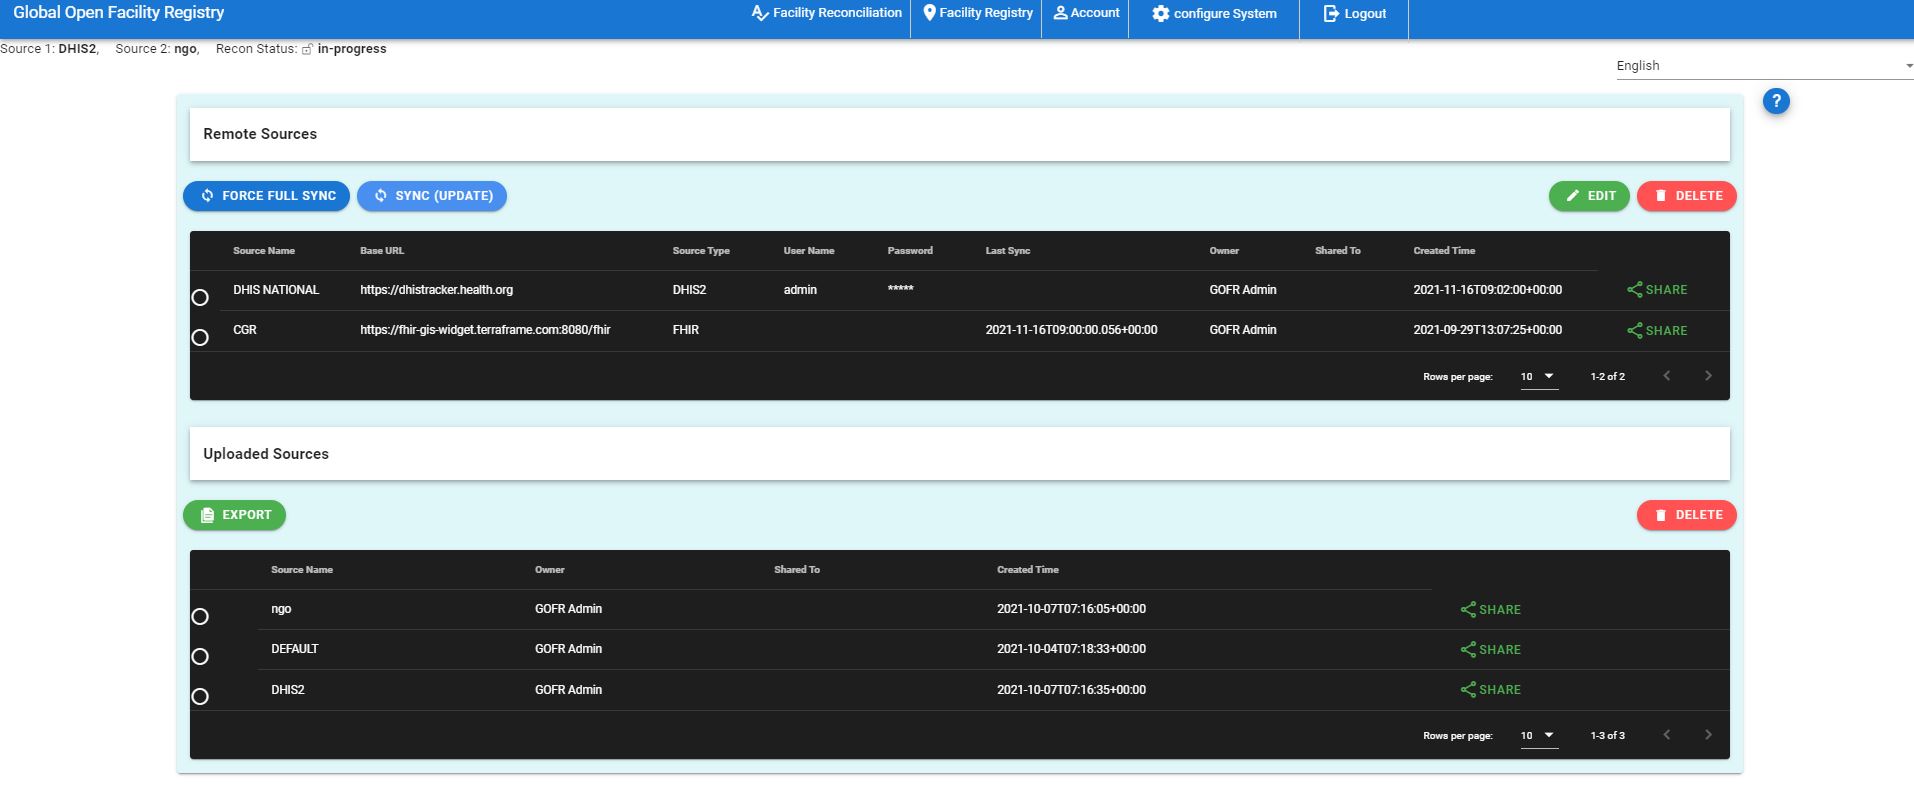 Global Open Facility Registry
Facility Reconciliation
Facility Registry
Account
configure System
Logout
Source 1: DHIS2, Source 2: ngo, Recon Status: in-progress
English
?
Remote Sources
FORCE FULL SYNC
SYNC (UPDATE)
EDIT
DELETE
Source Name Base URL Source Type User Name Password Last Sync Owner Shared To Created Time
DHIS NATIONAL https://dhistracker.health.org DHIS2 admin ***** GOFR Admin 2021-11-16T09:02:00+00:00 SHARE
CGR https://fhir-gis-widget.terraframe.com:8080/fhir FHIR 2021-11-16T09:00:00.056+00:00 GOFR Admin 2021-09-29T13:07:25+00:00 SHARE
Rows per page: 10 1-2 of 2
Uploaded Sources
EXPORT
DELETE
Source Name Owner Shared To Created Time
ngo GOFR Admin 2021-10-07T07:16:05+00:00 SHARE
DEFAULT GOFR Admin 2021-10-04T07:18:33+00:00 SHARE
DHIS2 GOFR Admin 2021-10-07T07:16:35+00:00 SHARE
Rows per page: 10 1-3 of 3